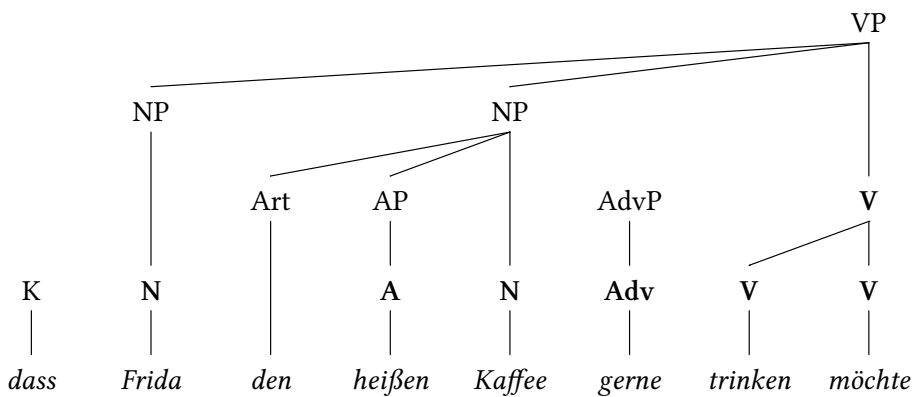 VP
NP NP
Art AP AdvP V
K N A N Adv V V
dass Frida den heißen Kaffee gerne trinken möchte